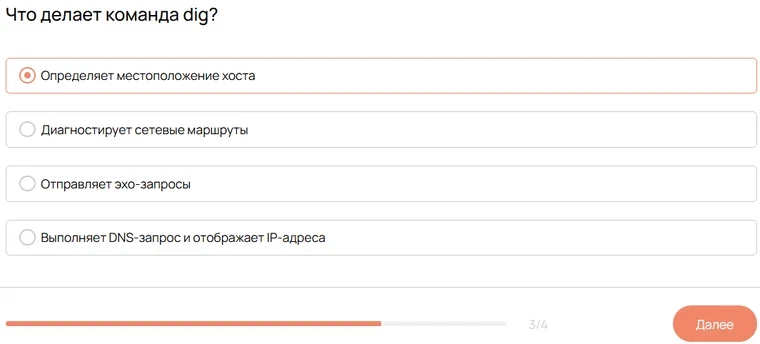 Что делает команда dig?
Определяет местоположение хоста
Диагностирует сетевые маршруты
Отправляет эхо-запросы
Выполняет DNS-запрос и отображает IP-адреса
3/4
Далее